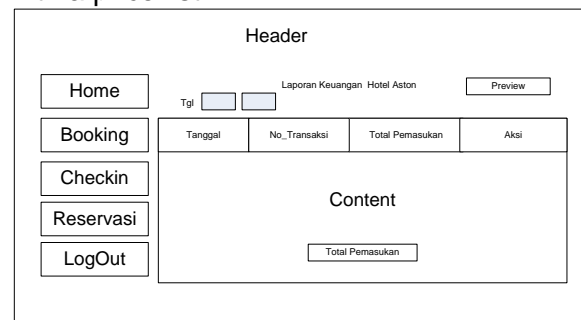 Header
Home
Laporan Keuangan Hotel Aston
Preview
Tgl
Booking
Tanggal
No_Transaksi
Total Pemasukan
Aksi
Checkin
Content
Reservasi
Total Pemasukan
LogOut